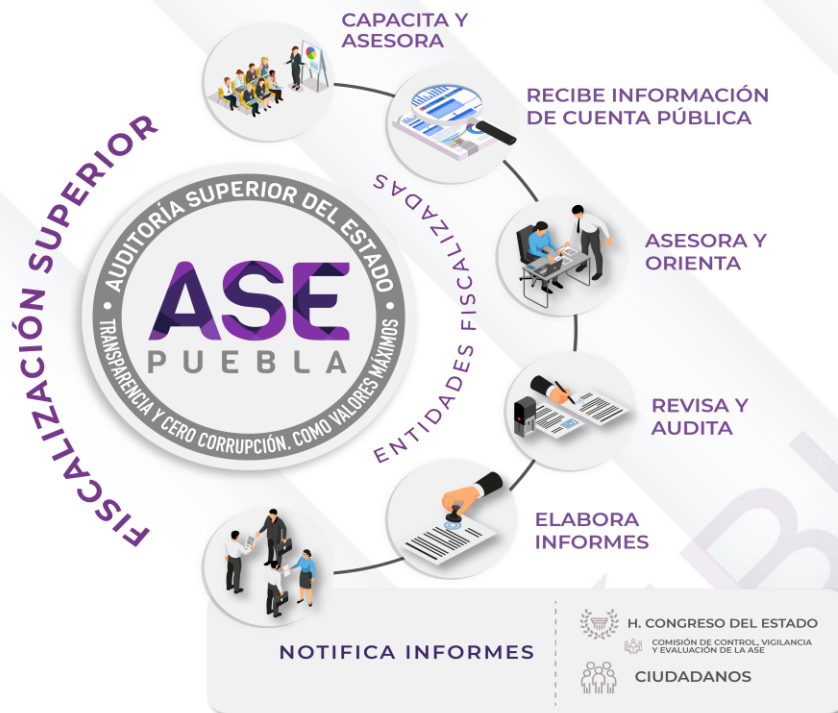 CAPACITA Y
ASESORA
RECIBE INFORMACIÓN
DE CUENTA PÚBLICA
FISCALIZACIÓN SUPERIOR
AUDITORÍA SUPERIOR DEL ESTADO
ASE
PUEBLA
TRANSPARENCIA Y CERO CORRUPCIÓN, COMO VALORES MÁXIMOS
ENTIDADES FISCALIZADAS
ASESORA Y
ORIENTA
REVISA Y
AUDITA
ELABORA
INFORMES
NOTIFICA INFORMES
H. CONGRESO DEL ESTADO
COMISIÓN DE CONTROL, VIGILANCIA
Y EVALUACIÓN DE LA ASE
CIUDADANOS